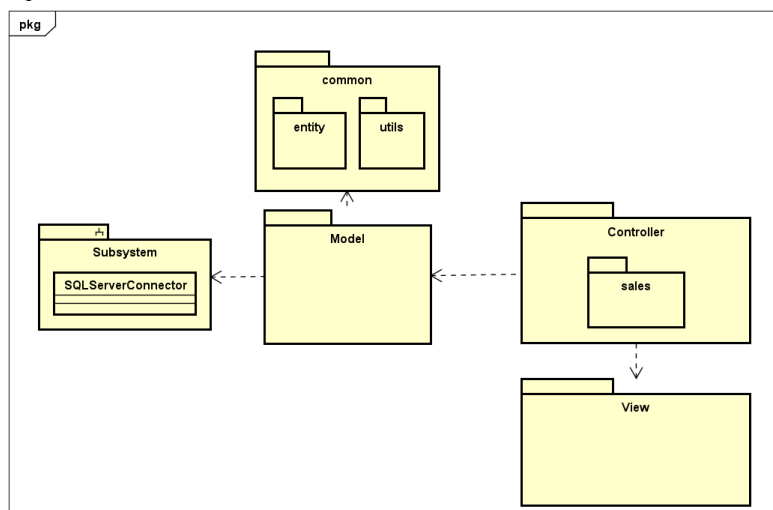 pkg
common
entity
utils
Subsystem
SQLServerConnector
Model
Controller
sales
View